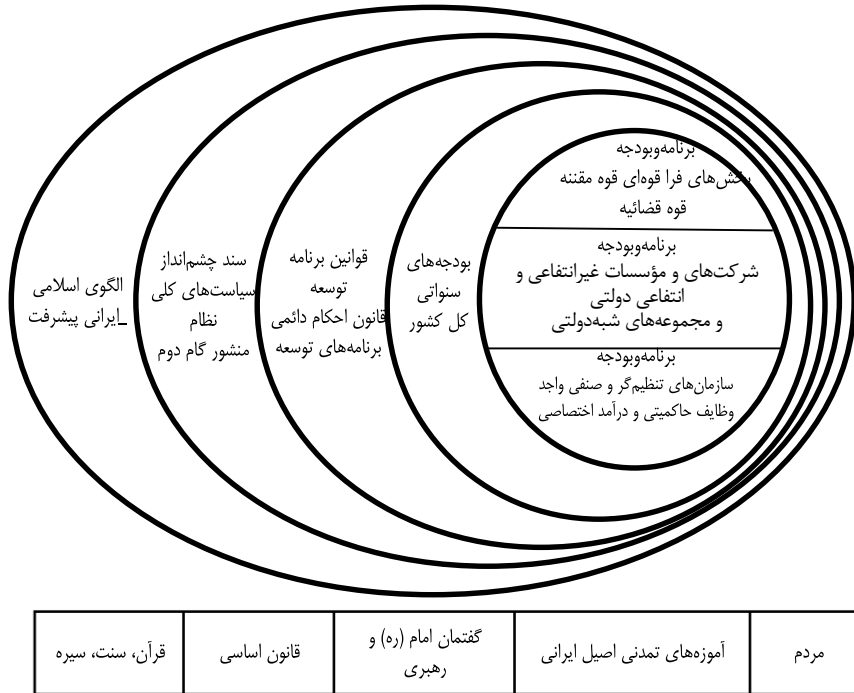 برنامه‌وبودجه
بخش‌های فرا قوه‌ای قوه مقننه
قوه قضائیه
برنامه‌وبودجه
شرکت‌های و مؤسسات غیرانتفاعی و
انتفاعی دولتی
و مجموعه‌های شبه‌دولتی
برنامه‌وبودجه
سازمان‌های تنظیم‌گر و صنفی واجد
وظایف حاکمیتی و درآمد اختصاصی
بودجه‌های
سنواتی
کل کشور
قوانین برنامه
توسعه
قانون احکام دائمی
برنامه‌های توسعه
سند چشم‌انداز
سیاست‌های کلی
نظام
منشور گام دوم
الگوی اسلامی
_ایرانی پیشرفت
مردم
آموزه‌های تمدنی اصیل ایرانی
گفتمان امام (ره) و
رهبری
قانون اساسی
قرآن، سنت، سیره